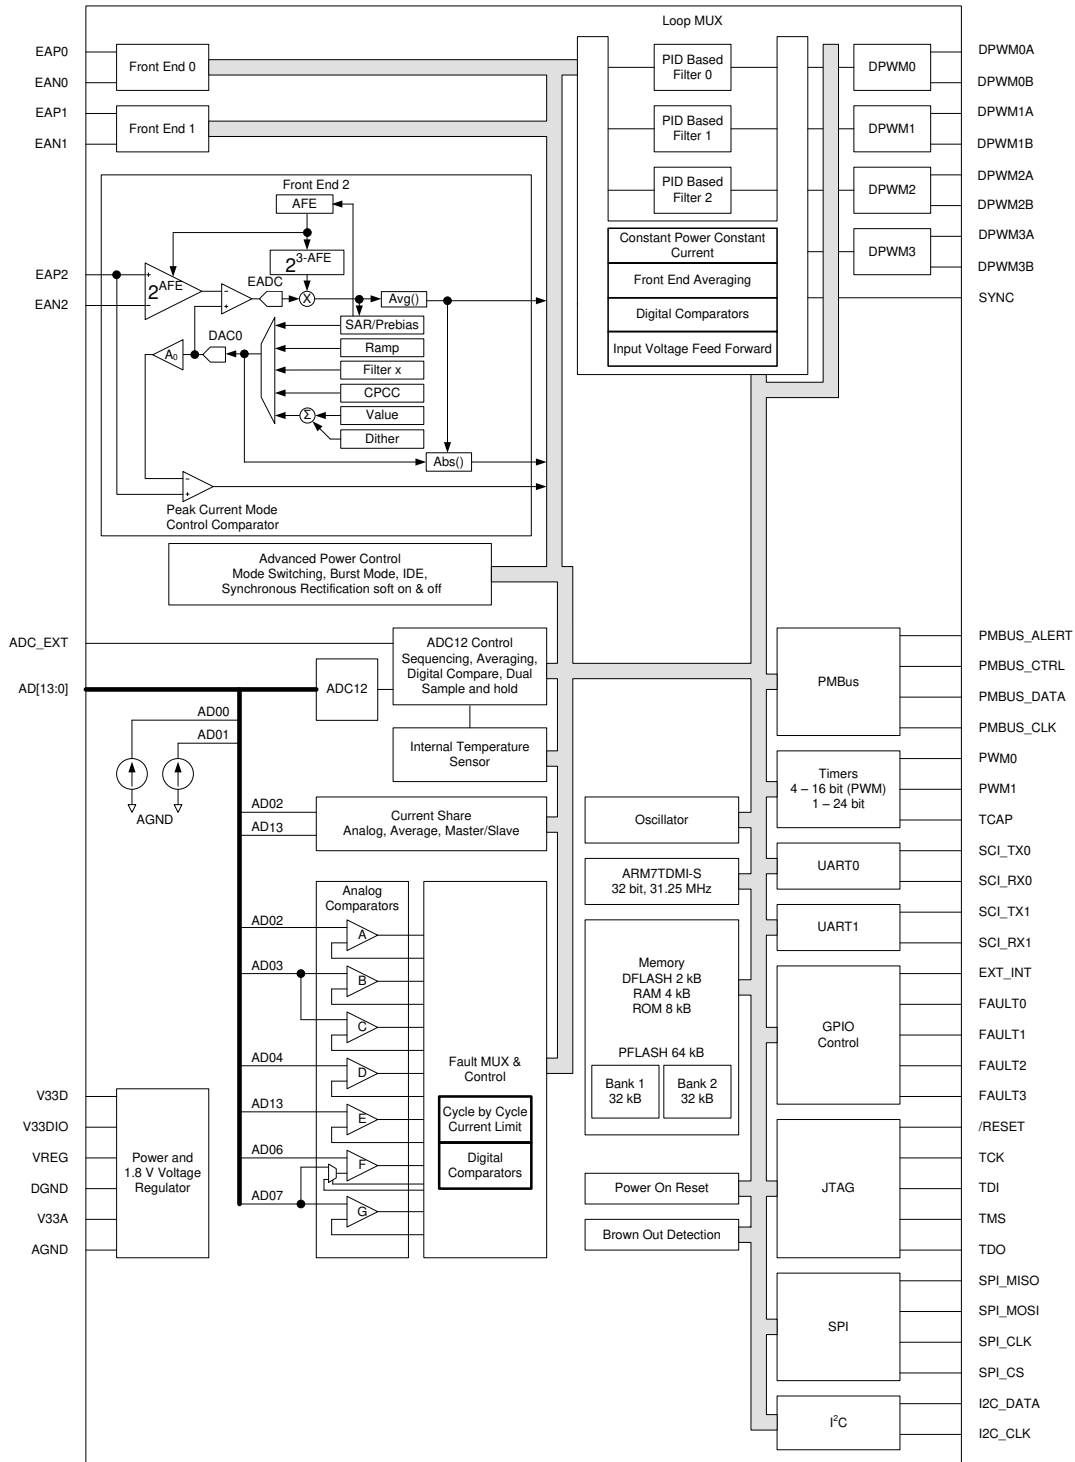 Loop MUX
EAP0
EAN0
EAP1
EAN1
Front End 0
Front End 1
PID Based
Filter 0
PID Based
Filter 1
PID Based
Filter 2
DPWM0
DPWM1
DPWM2
DPWM3
DPWM0A
DPWM0B
DPWM1A
DPWM1B
DPWM2A
DPWM2B
DPWM3A
DPWM3B
SYNC
Constant Power Constant
Current
Front End Averaging
Digital Comparators
Input Voltage Feed Forward
Front End 2
AFE
2^3-AFE
EAP2
EAN2
+
−
2^AFE
−
+
EADC
X
Avg()
SAR/Prebias
DAC0
A0
Ramp
Filter x
CPCC
Σ
Value
Dither
Abs()
−
+
Peak Current Mode
Control Comparator
Advanced Power Control
Mode Switching, Burst Mode, IDE,
Synchronous Rectification soft on & off
ADC_EXT
AD[13:0]
ADC12
ADC12 Control
Sequencing, Averaging,
Digital Compare, Dual
Sample and hold
Internal Temperature
Sensor
AD00
AD01
AGND
AD02
AD13
Current Share
Analog, Average, Master/Slave
Analog
Comparators
AD02
A
AD03
B
C
AD04
D
AD13
E
AD06
F
AD07
G
Fault MUX &
Control
Cycle by Cycle
Current Limit
Digital
Comparators
V33D
V33DIO
VREG
DGND
V33A
AGND
Power and
1.8 V Voltage
Regulator
Oscillator
ARM7TDMI-S
32 bit, 31.25 MHz
Memory
DFLASH 2 kB
RAM 4 kB
ROM 8 kB
PFLASH 64 kB
Bank 1
32 kB
Bank 2
32 kB
Power On Reset
Brown Out Detection
PMBus
PMBUS_ALERT
PMBUS_CTRL
PMBUS_DATA
PMBUS_CLK
Timers
4 – 16 bit (PWM)
1 – 24 bit
PWM0
PWM1
TCAP
UART0
SCI_TX0
SCI_RX0
UART1
SCI_TX1
SCI_RX1
GPIO
Control
EXT_INT
FAULT0
FAULT1
FAULT2
FAULT3
JTAG
/RESET
TCK
TDI
TMS
TDO
SPI
SPI_MISO
SPI_MOSI
SPI_CLK
SPI_CS
I²C
I2C_DATA
I2C_CLK